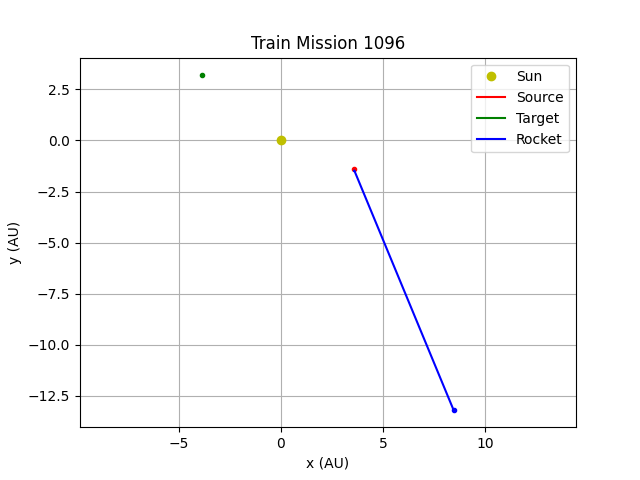 Train Mission 1096
Sun
Source
Target
Rocket
2.5
0.0
−2.5
−5.0
−7.5
−10.0
−12.5
y (AU)
−5 0 5 10
x (AU)